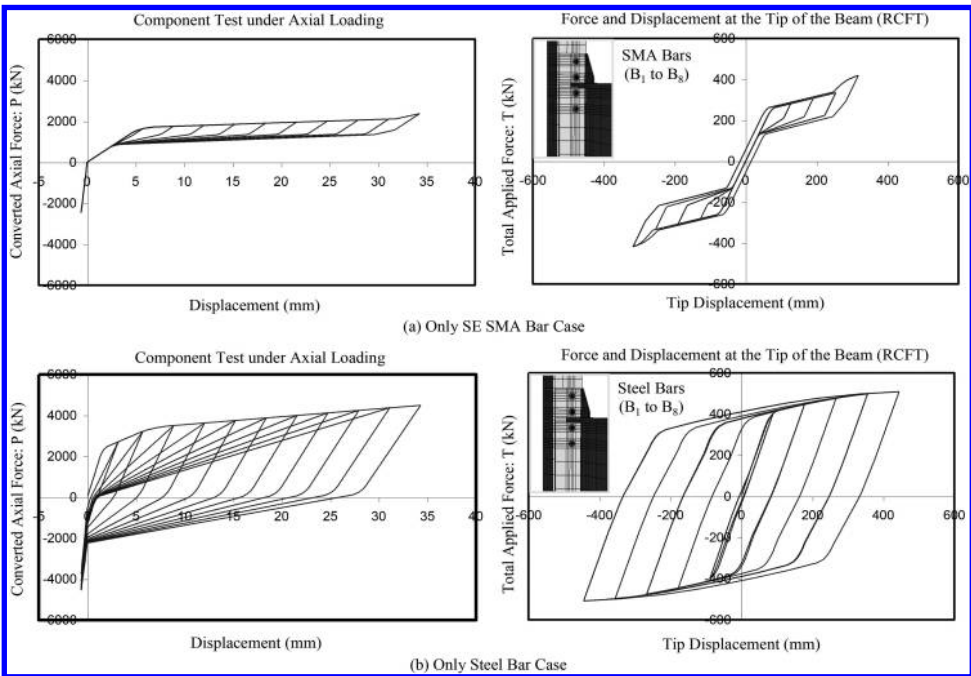 Component Test under Axial Loading
Converted Axial Force: P (kN)
6000
4000
2000
0
-2000
-4000
-6000
-5 0 5 10 15 20 25 30 35 40
Displacement (mm)
Force and Displacement at the Tip of the Beam (RCFT)
SMA Bars
(B1 to B8)
Total Applied Force: T (kN)
600
400
200
0
-200
-400
-600
-600 -400 -200 0 200 400 600
Tip Displacement (mm)
(a) Only SE SMA Bar Case
Component Test under Axial Loading
Converted Axial Force: P (kN)
6000
4000
2000
0
-2000
-4000
-6000
-5 0 5 10 15 20 25 30 35 40
Displacement (mm)
Force and Displacement at the Tip of the Beam (RCFT)
Steel Bars
(B1 to B8)
Total Applied Force: T (kN)
600
400
200
0
-200
-400
-600
-600 -400 -200 0 200 400 600
Tip Displacement (mm)
(b) Only Steel Bar Case